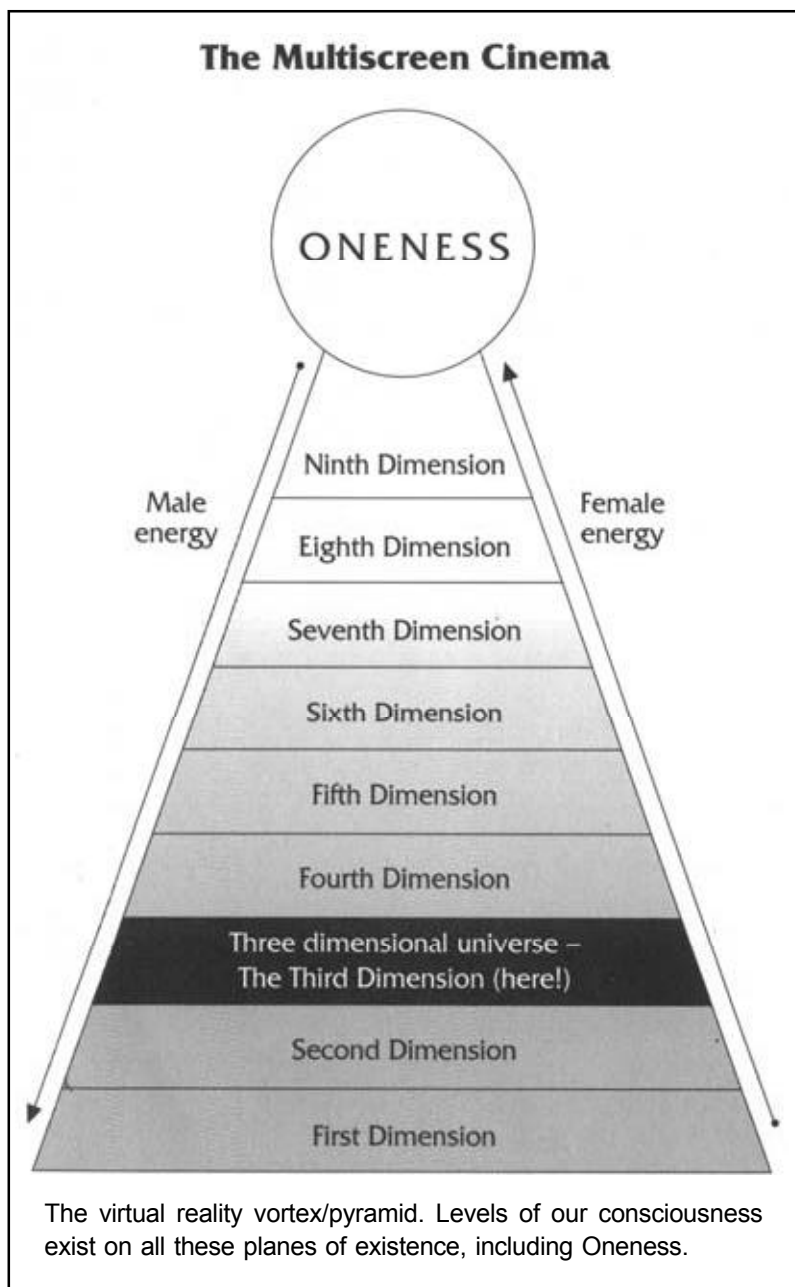 The Multiscreen Cinema
ONENESS
Ninth Dimension
Male
energy
Female
energy
Eighth Dimension
Seventh Dimension
Sixth Dimension
Fifth Dimension
Fourth Dimension
Three dimensional universe –
The Third Dimension (here!)
Second Dimension
First Dimension
The virtual reality vortex/pyramid. Levels of our consciousness
exist on all these planes of existence, including Oneness.